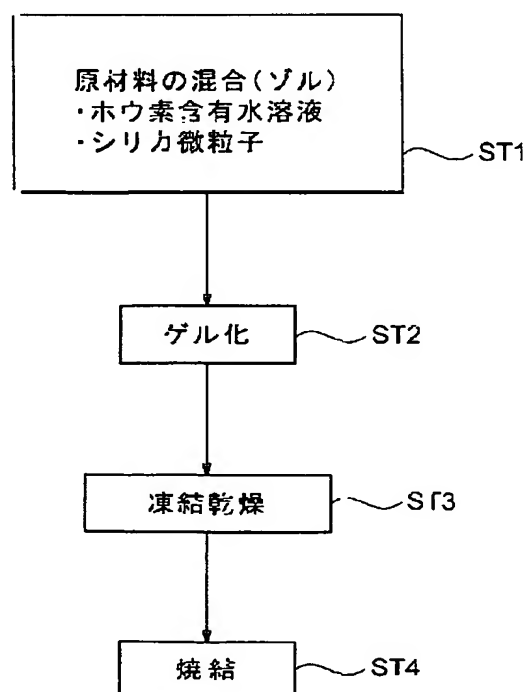 原材料の混合(ゾル)
・ホウ素含有水溶液
・シリカ微粒子
ST1
ゲル化
ST2
凍結乾燥
ST3
焼結
ST4